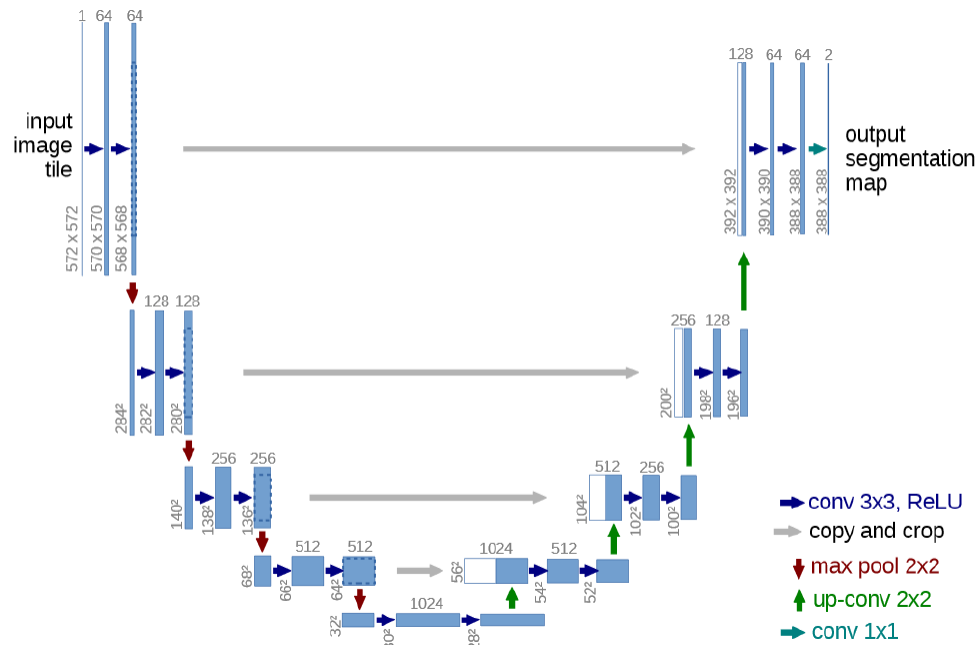 1 64 64
128 64 64 2
input
image
tile
output
segmentation
map
572 x 572
570 x 570
568 x 568
392 x 392
390 x 390
388 x 388
388 x 388
128 128
256 128
284²
282²
280²
200²
198²
196²
256 256
512 256
140²
138²
136²
104²
102²
100²
conv 3x3, ReLU
copy and crop
max pool 2x2
up-conv 2x2
conv 1x1
512 512
1024 512
68²
66²
64²
56²
54²
52²
1024
32²